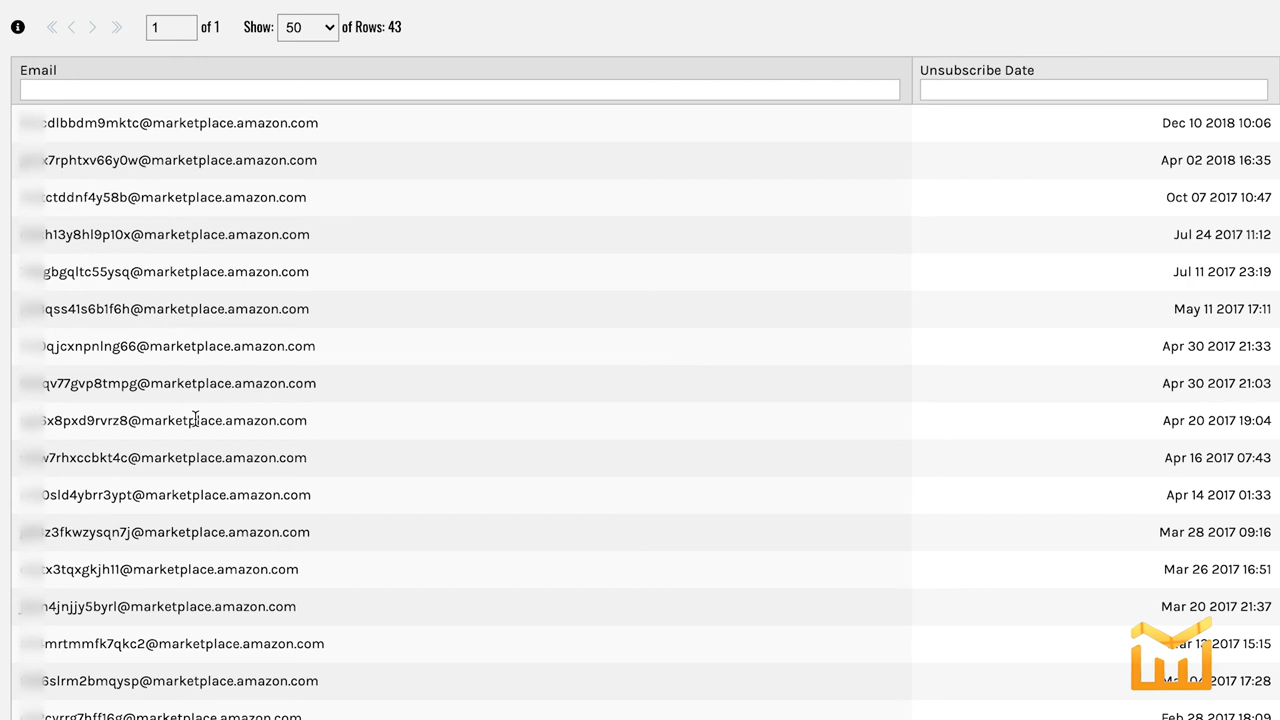 1 of 1 Show: 50 of Rows: 43
Email Unsubscribe Date
cdlbbdm9mktc@marketplace.amazon.com Dec 10 2018 10:06
x7rphtxv66y0w@marketplace.amazon.com Apr 02 2018 16:35
ctddnf4y58b@marketplace.amazon.com Oct 07 2017 10:47
h13y8hl9p10x@marketplace.amazon.com Jul 24 2017 11:12
gbgqltc55ysq@marketplace.amazon.com Jul 11 2017 23:19
qss41s6b1f6h@marketplace.amazon.com May 11 2017 17:11
qjcxnpnlng66@marketplace.amazon.com Apr 30 2017 21:33
qv77gvp8tmpg@marketplace.amazon.com Apr 30 2017 21:03
x8pxd9rvrz8@marketplace.amazon.com Apr 20 2017 19:04
w7rhxccbkt4c@marketplace.amazon.com Apr 16 2017 07:43
0sld4ybrr3ypt@marketplace.amazon.com Apr 14 2017 01:33
z3fkwzysqn7j@marketplace.amazon.com Mar 28 2017 09:16
x3tqxgkjh11@marketplace.amazon.com Mar 26 2017 16:51
4jnjjy5byrl@marketplace.amazon.com Mar 20 2017 21:37
mrtmmfk7qkc2@marketplace.amazon.com 2017 15:15
6slrm2bmqysp@marketplace.amazon.com 2017 17:28
cyrrg7hff16g@marketplace.amazon.com Feb 28 2017 18:09